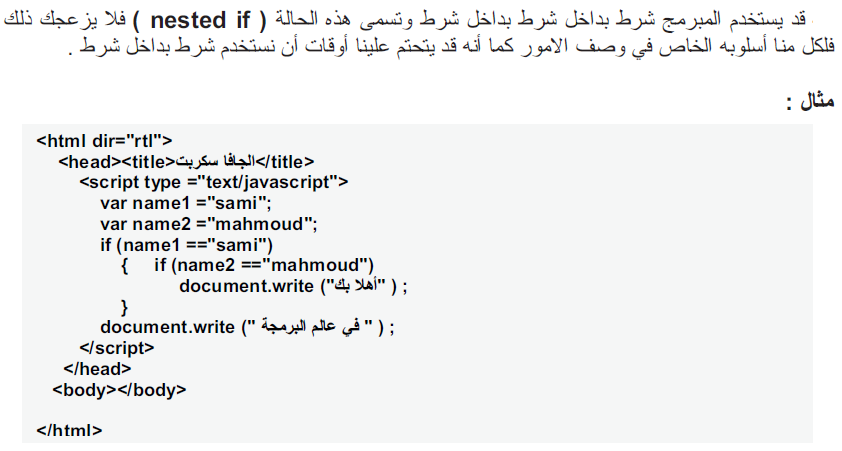 قد يستخدم المبرمج شرط بداخل شرط بداخل شرط وتسمى هذه الحالة ( nested if ) فلا يزعجك ذلك
فلكل منا أسلوبه الخاص في وصف الامور كما أنه قد يتحتم علينا أوقات أن نستخدم شرط بداخل شرط .
مثال :
<html dir="rtl">
<head><title>الجافا سكربت</title>
<script type ="text/javascript">
var name1 ="sami";
var name2 ="mahmoud";
if (name1 =="sami")
{ if (name2 =="mahmoud")
document.write ("أهلا بك" ) ;
}
document.write (" في عالم البرمجة " ) ;
</script>
</head>
<body></body>
</html>